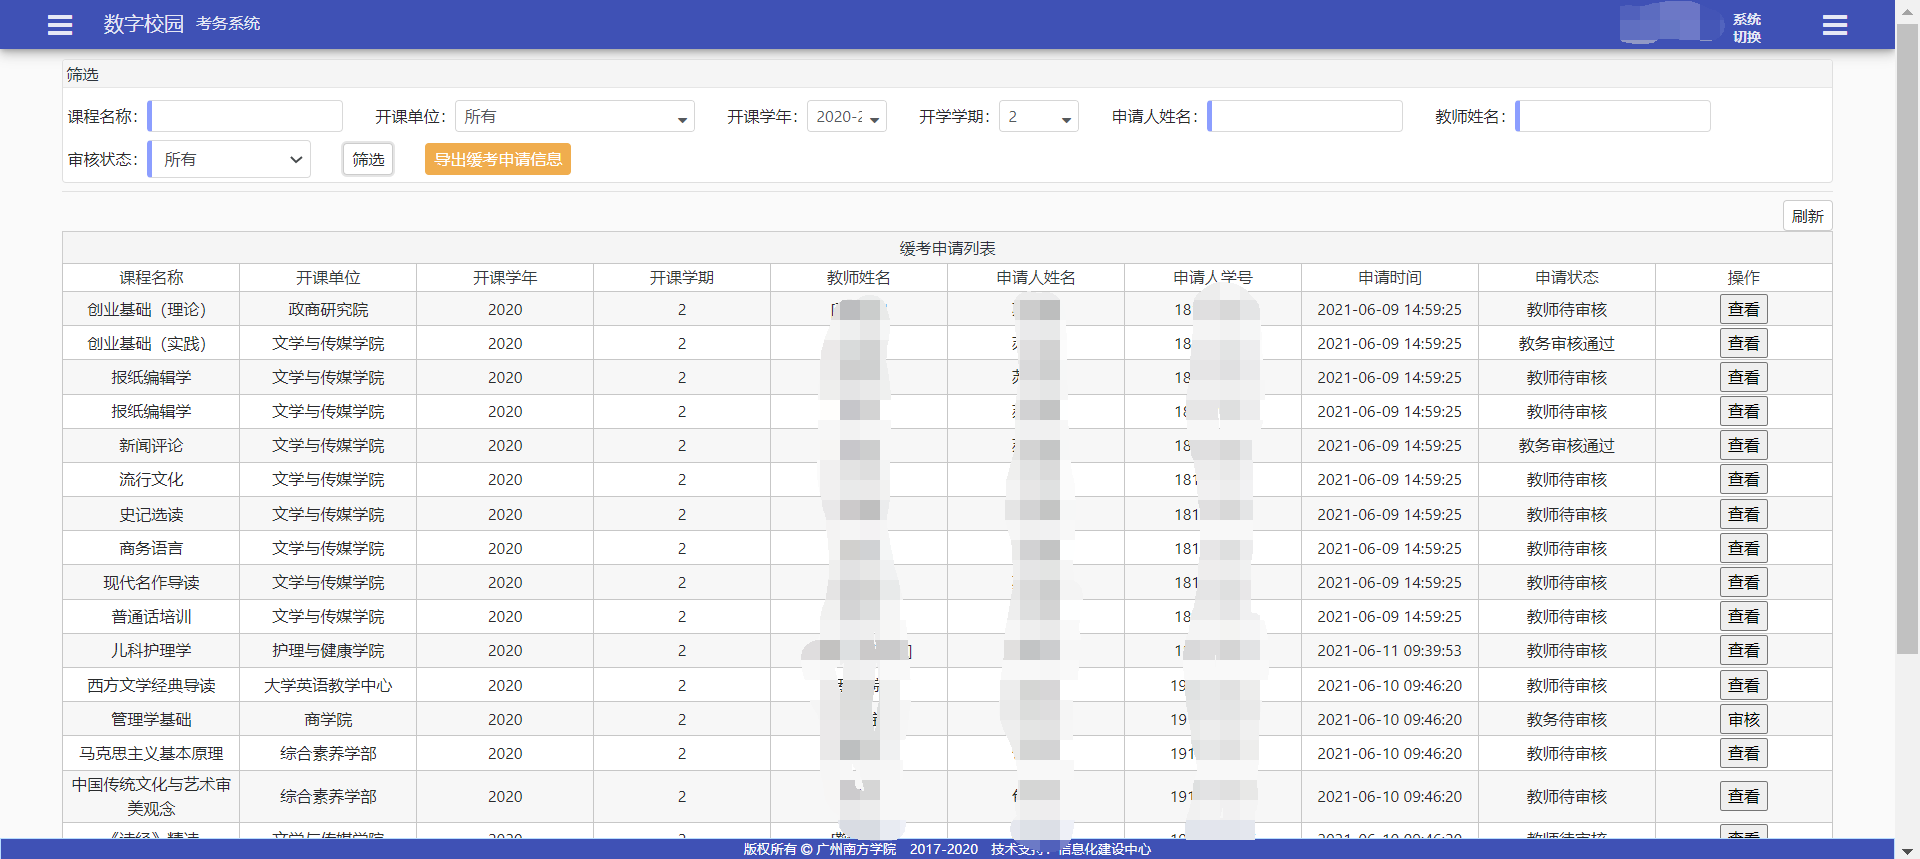 数字校园 考务系统 系统切换
筛选
课程名称： 开课单位： 所有 开课学年： 2020-2 开学学期： 2 申请人姓名： 教师姓名：
审核状态： 所有 筛选 导出缓考申请信息
刷新
缓考申请列表
课程名称 开课单位 开课学年 开课学期 教师姓名 申请人姓名 申请人学号 申请时间 申请状态 操作
创业基础（理论） 政商研究院 2020 2 18 2021-06-09 14:59:25 教师待审核 查看
创业基础（实践） 文学与传媒学院 2020 2 18 2021-06-09 14:59:25 教务审核通过 查看
报纸编辑学 文学与传媒学院 2020 2 18 2021-06-09 14:59:25 教师待审核 查看
报纸编辑学 文学与传媒学院 2020 2 18 2021-06-09 14:59:25 教师待审核 查看
新闻评论 文学与传媒学院 2020 2 18 2021-06-09 14:59:25 教务审核通过 查看
流行文化 文学与传媒学院 2020 2 181 2021-06-09 14:59:25 教师待审核 查看
史记选读 文学与传媒学院 2020 2 181 2021-06-09 14:59:25 教师待审核 查看
商务语言 文学与传媒学院 2020 2 181 2021-06-09 14:59:25 教师待审核 查看
现代名作导读 文学与传媒学院 2020 2 181 2021-06-09 14:59:25 教师待审核 查看
普通话培训 文学与传媒学院 2020 2 18 2021-06-09 14:59:25 教师待审核 查看
儿科护理学 护理与健康学院 2020 2 2021-06-11 09:39:53 教师待审核 查看
西方文学经典导读 大学英语教学中心 2020 2 19 2021-06-10 09:46:20 教师待审核 查看
管理学基础 商学院 2020 2 19 2021-06-10 09:46:20 教务待审核 审核
马克思主义基本原理 综合素养学部 2020 2 191 2021-06-10 09:46:20 教师待审核 查看
中国传统文化与艺术审美观念 综合素养学部 2020 2 191 2021-06-10 09:46:20 教师待审核 查看
版权所有 © 广州南方学院 2017-2020 技术支持：信息化建设中心